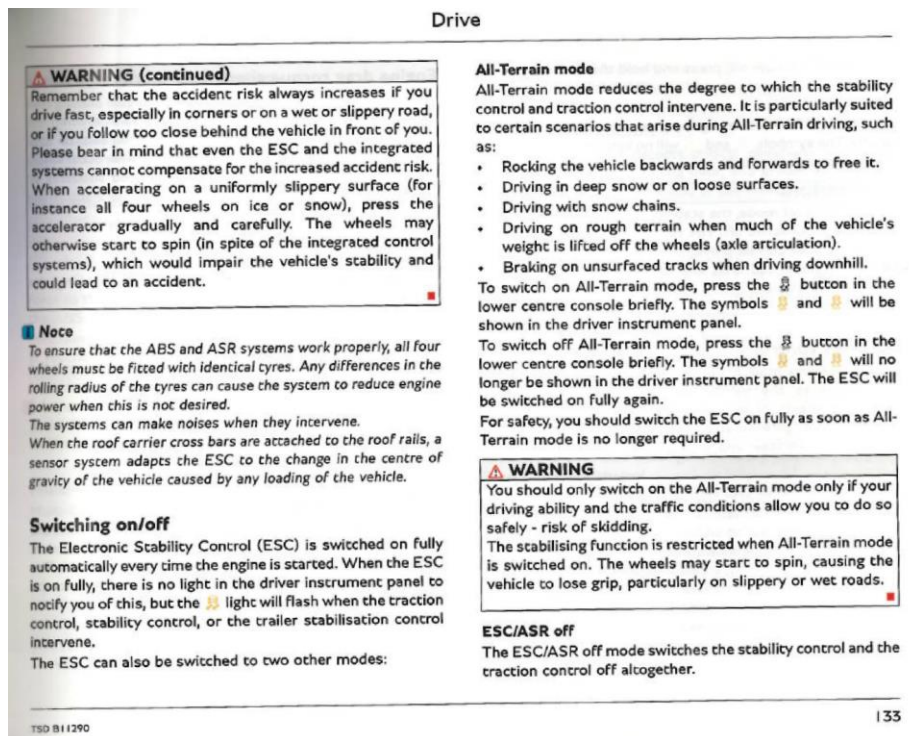 Drive
WARNING (continued)
Remember that the accident risk always increases if you
drive fast, especially in corners or on a wet or slippery road,
or if you follow too close behind the vehicle in front of you.
Please bear in mind that even the ESC and the integrated
systems cannot compensate for the increased accident risk.
When accelerating on a uniformly slippery surface (for
instance all four wheels on ice or snow), press the
accelerator gradually and carefully. The wheels may
otherwise start to spin (in spite of the integrated control
systems), which would impair the vehicle's stability and
could lead to an accident.
Note
To ensure that the ABS and ASR systems work properly, all four
wheels must be fitted with identical tyres. Any differences in the
rolling radius of the tyres can cause the system to reduce engine
power when this is not desired.
The systems can make noises when they intervene.
When the roof carrier cross bars are attached to the roof rails, a
sensor system adapts the ESC to the change in the centre of
gravity of the vehicle caused by any loading of the vehicle.
Switching on/off
The Electronic Stability Control (ESC) is switched on fully
automatically every time the engine is started. When the ESC
is on fully, there is no light in the driver instrument panel to
notify you of this, but the light will flash when the traction
control, stability control, or the trailer stabilisation control
intervene.
The ESC can also be switched to two other modes:
All-Terrain mode
All-Terrain mode reduces the degree to which the stability
control and traction control intervene. It is particularly suited
to certain scenarios that arise during All-Terrain driving, such
as:
• Rocking the vehicle backwards and forwards to free it.
• Driving in deep snow or on loose surfaces.
• Driving with snow chains.
• Driving on rough terrain when much of the vehicle's
weight is lifted off the wheels (axle articulation).
• Braking on unsurfaced tracks when driving downhill.
To switch on All-Terrain mode, press the button in the
lower centre console briefly. The symbols and will be
shown in the driver instrument panel.
To switch off All-Terrain mode, press the button in the
lower centre console briefly. The symbols and will no
longer be shown in the driver instrument panel. The ESC will
be switched on fully again.
For safety, you should switch the ESC on fully as soon as All-
Terrain mode is no longer required.
WARNING
You should only switch on the All-Terrain mode only if your
driving ability and the traffic conditions allow you to do so
safely - risk of skidding.
The stabilising function is restricted when All-Terrain mode
is switched on. The wheels may start to spin, causing the
vehicle to lose grip, particularly on slippery or wet roads.
ESC/ASR off
The ESC/ASR off mode switches the stability control and the
traction control off altogether.
TSD B11290
133